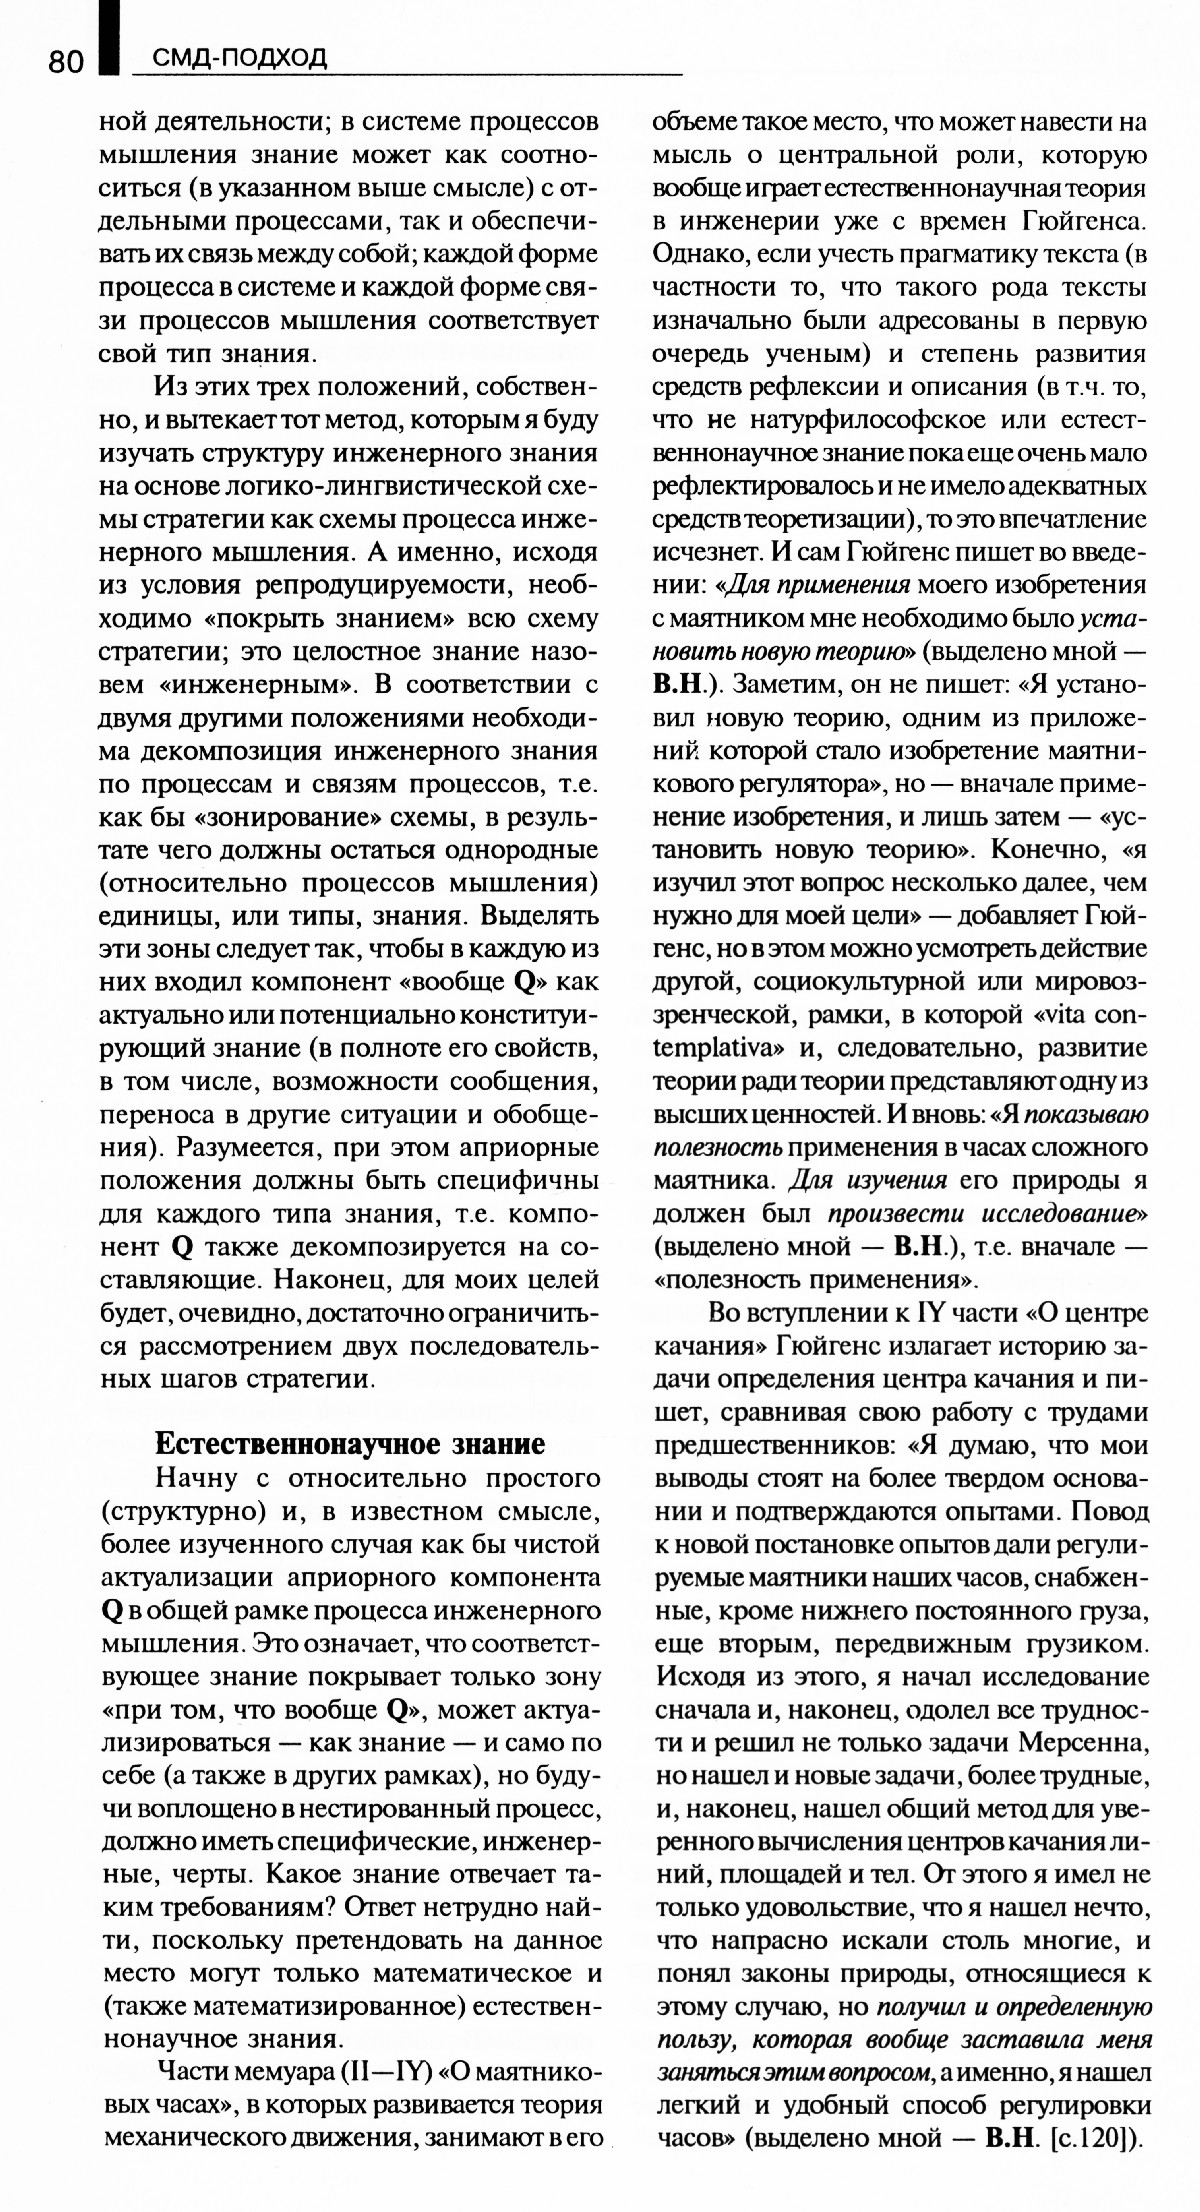 80
СМД-ПОДХОД
ной деятельности; в системе процессов
мышления знание может как соотно-
ситься (в указанном выше смысле) с от-
дельными процессами, так и обеспечи-
вать их связь между собой; каждой форме
процесса в системе и каждой форме свя-
зи процессов мышления соответствует
свой тип знания.
Из этих трех положений, собствен-
но, и вытекает тот метод, которым я буду
изучать структуру инженерного знания
на основе логико-лингвистической схе-
мы стратегии как схемы процесса инже-
нерного мышления. А именно, исходя
из условия репродуцируемости, необ-
ходимо «покрыть знанием» всю схему
стратегии; это целостное знание назо-
вем «инженерным». В соответствии с
двумя другими положениями необходи-
ма декомпозиция инженерного знания
по процессам и связям процессов, т.е.
как бы «зонирование» схемы, в резуль-
тате чего должны остаться однородные
(относительно процессов мышления)
единицы, или типы, знания. Выделять
эти зоны следует так, чтобы в каждую из
них входил компонент «вообще Q» как
актуально или потенциально конституи-
рующий знание (в полноте его свойств,
в том числе, возможности сообщения,
переноса в другие ситуации и обобще-
ния). Разумеется, при этом априорные
положения должны быть специфичны
для каждого типа знания, т.е. компо-
нент Q также декомпозируется на со-
ставляющие. Наконец, для моих целей
будет, очевидно, достаточно ограничить-
ся рассмотрением двух последователь-
ных шагов стратегии.
Естественнонаучное знание
Начну с относительно простого
(структурно) и, в известном смысле,
более изученного случая как бы чистой
актуализации априорного компонента
Q в общей рамке процесса инженерного
мышления. Это означает, что соответст-
вующее знание покрывает только зону
«при том, что вообще Q», может актуа-
лизироваться — как знание — и само по
себе (а также в других рамках), но буду-
чи воплощено в нестированный процесс,
должно иметь специфические, инженер-
ные, черты. Какое знание отвечает та-
ким требованиям? Ответ нетрудно най-
ти, поскольку претендовать на данное
место могут только математическое и
(также математизированное) естествен-
нонаучное знания.
Части мемуара (II—IY) «О маятнико-
вых часах», в которых развивается теория
механического движения, занимают в его
объеме такое место, что может навести на
мысль о центральной роли, которую
вообще играет естественнонаучная теория
в инженерии уже с времен Гюйгенса.
Однако, если учесть прагматику текста (в
частности то, что такого рода тексты
изначально были адресованы в первую
очередь ученым) и степень развития
средств рефлексии и описания (в т.ч. то,
что не натурфилософское или естест-
веннонаучное знание пока еще очень мало
рефлектировалось и не имело адекватных
средств теоретизации), то это впечатление
исчезнет. И сам Гюйгенс пишет во введе-
нии: «Для применения моего изобретения
с маятником мне необходимо было уста-
новить новую теорию» (выделено мной —
В.Н.). Заметим, он не пишет: «Я устано-
вил новую теорию, одним из приложе-
ний которой стало изобретение маятни-
кового регулятора», но — вначале приме-
нение изобретения, и лишь затем — «ус-
тановить новую теорию». Конечно, «я
изучил этот вопрос несколько далее, чем
нужно для моей цели» — добавляет Гюй-
генс, но в этом можно усмотреть действие
другой, социокультурной или мировоз-
зренческой, рамки, в которой «vita con-
templativa» и, следовательно, развитие
теории ради теории представляют одну из
высших ценностей. И вновь: «Я показываю
полезность применения в часах сложного
маятника. Для изучения его природы я
должен был произвести исследование»
(выделено мной — В.Н.), т.е. вначале —
«полезность применения».
Во вступлении к IY части «О центре
качания» Гюйгенс излагает историю за-
дачи определения центра качания и пи-
шет, сравнивая свою работу с трудами
предшественников: «Я думаю, что мои
выводы стоят на более твердом основа-
нии и подтверждаются опытами. Повод
к новой постановке опытов дали регули-
руемые маятники наших часов, снабжен-
ные, кроме нижнего постоянного груза,
еще вторым, передвижным грузиком.
Исходя из этого, я начал исследование
сначала и, наконец, одолел все труднос-
ти и решил не только задачи Мерсенна,
но нашел и новые задачи, более трудные,
и, наконец, нашел общий метод для уве-
ренного вычисления центров качания ли-
ний, площадей и тел. От этого я имел не
только удовольствие, что я нашел нечто,
что напрасно искали столь многие, и
понял законы природы, относящиеся к
этому случаю, но получил и определенную
пользу, которая вообще заставила меня
заняться этим вопросом, а именно, я нашел
легкий и удобный способ регулировки
часов» (выделено мной — В.Н. [с.120]).